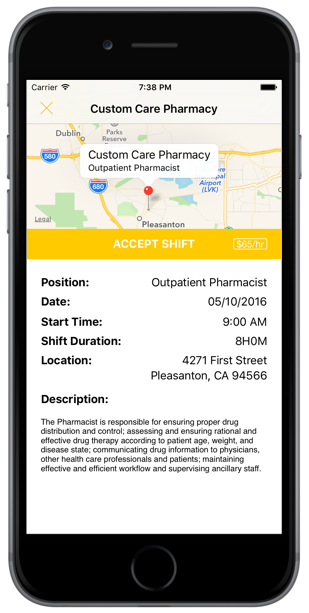 Carrier 7:38 PM
Custom Care Pharmacy
Dublin
Parks
Reserve
580
Custom Care Pharmacy
Outpatient Pharmacist
680
Airport
(LVK)
Legal
Pleasanton
ACCEPT SHIFT $65/hr
Position: Outpatient Pharmacist
Date: 05/10/2016
Start Time: 9:00 AM
Shift Duration: 8H0M
Location: 4271 First Street
Pleasanton, CA 94566
Description:
The Pharmacist is responsible for ensuring proper drug
distribution and control; assessing and ensuring rational and
effective drug therapy according to patient age, weight, and
disease state; communicating drug information to physicians,
other health care professionals and patients; maintaining
effective and efficient workflow and supervising ancillary staff.